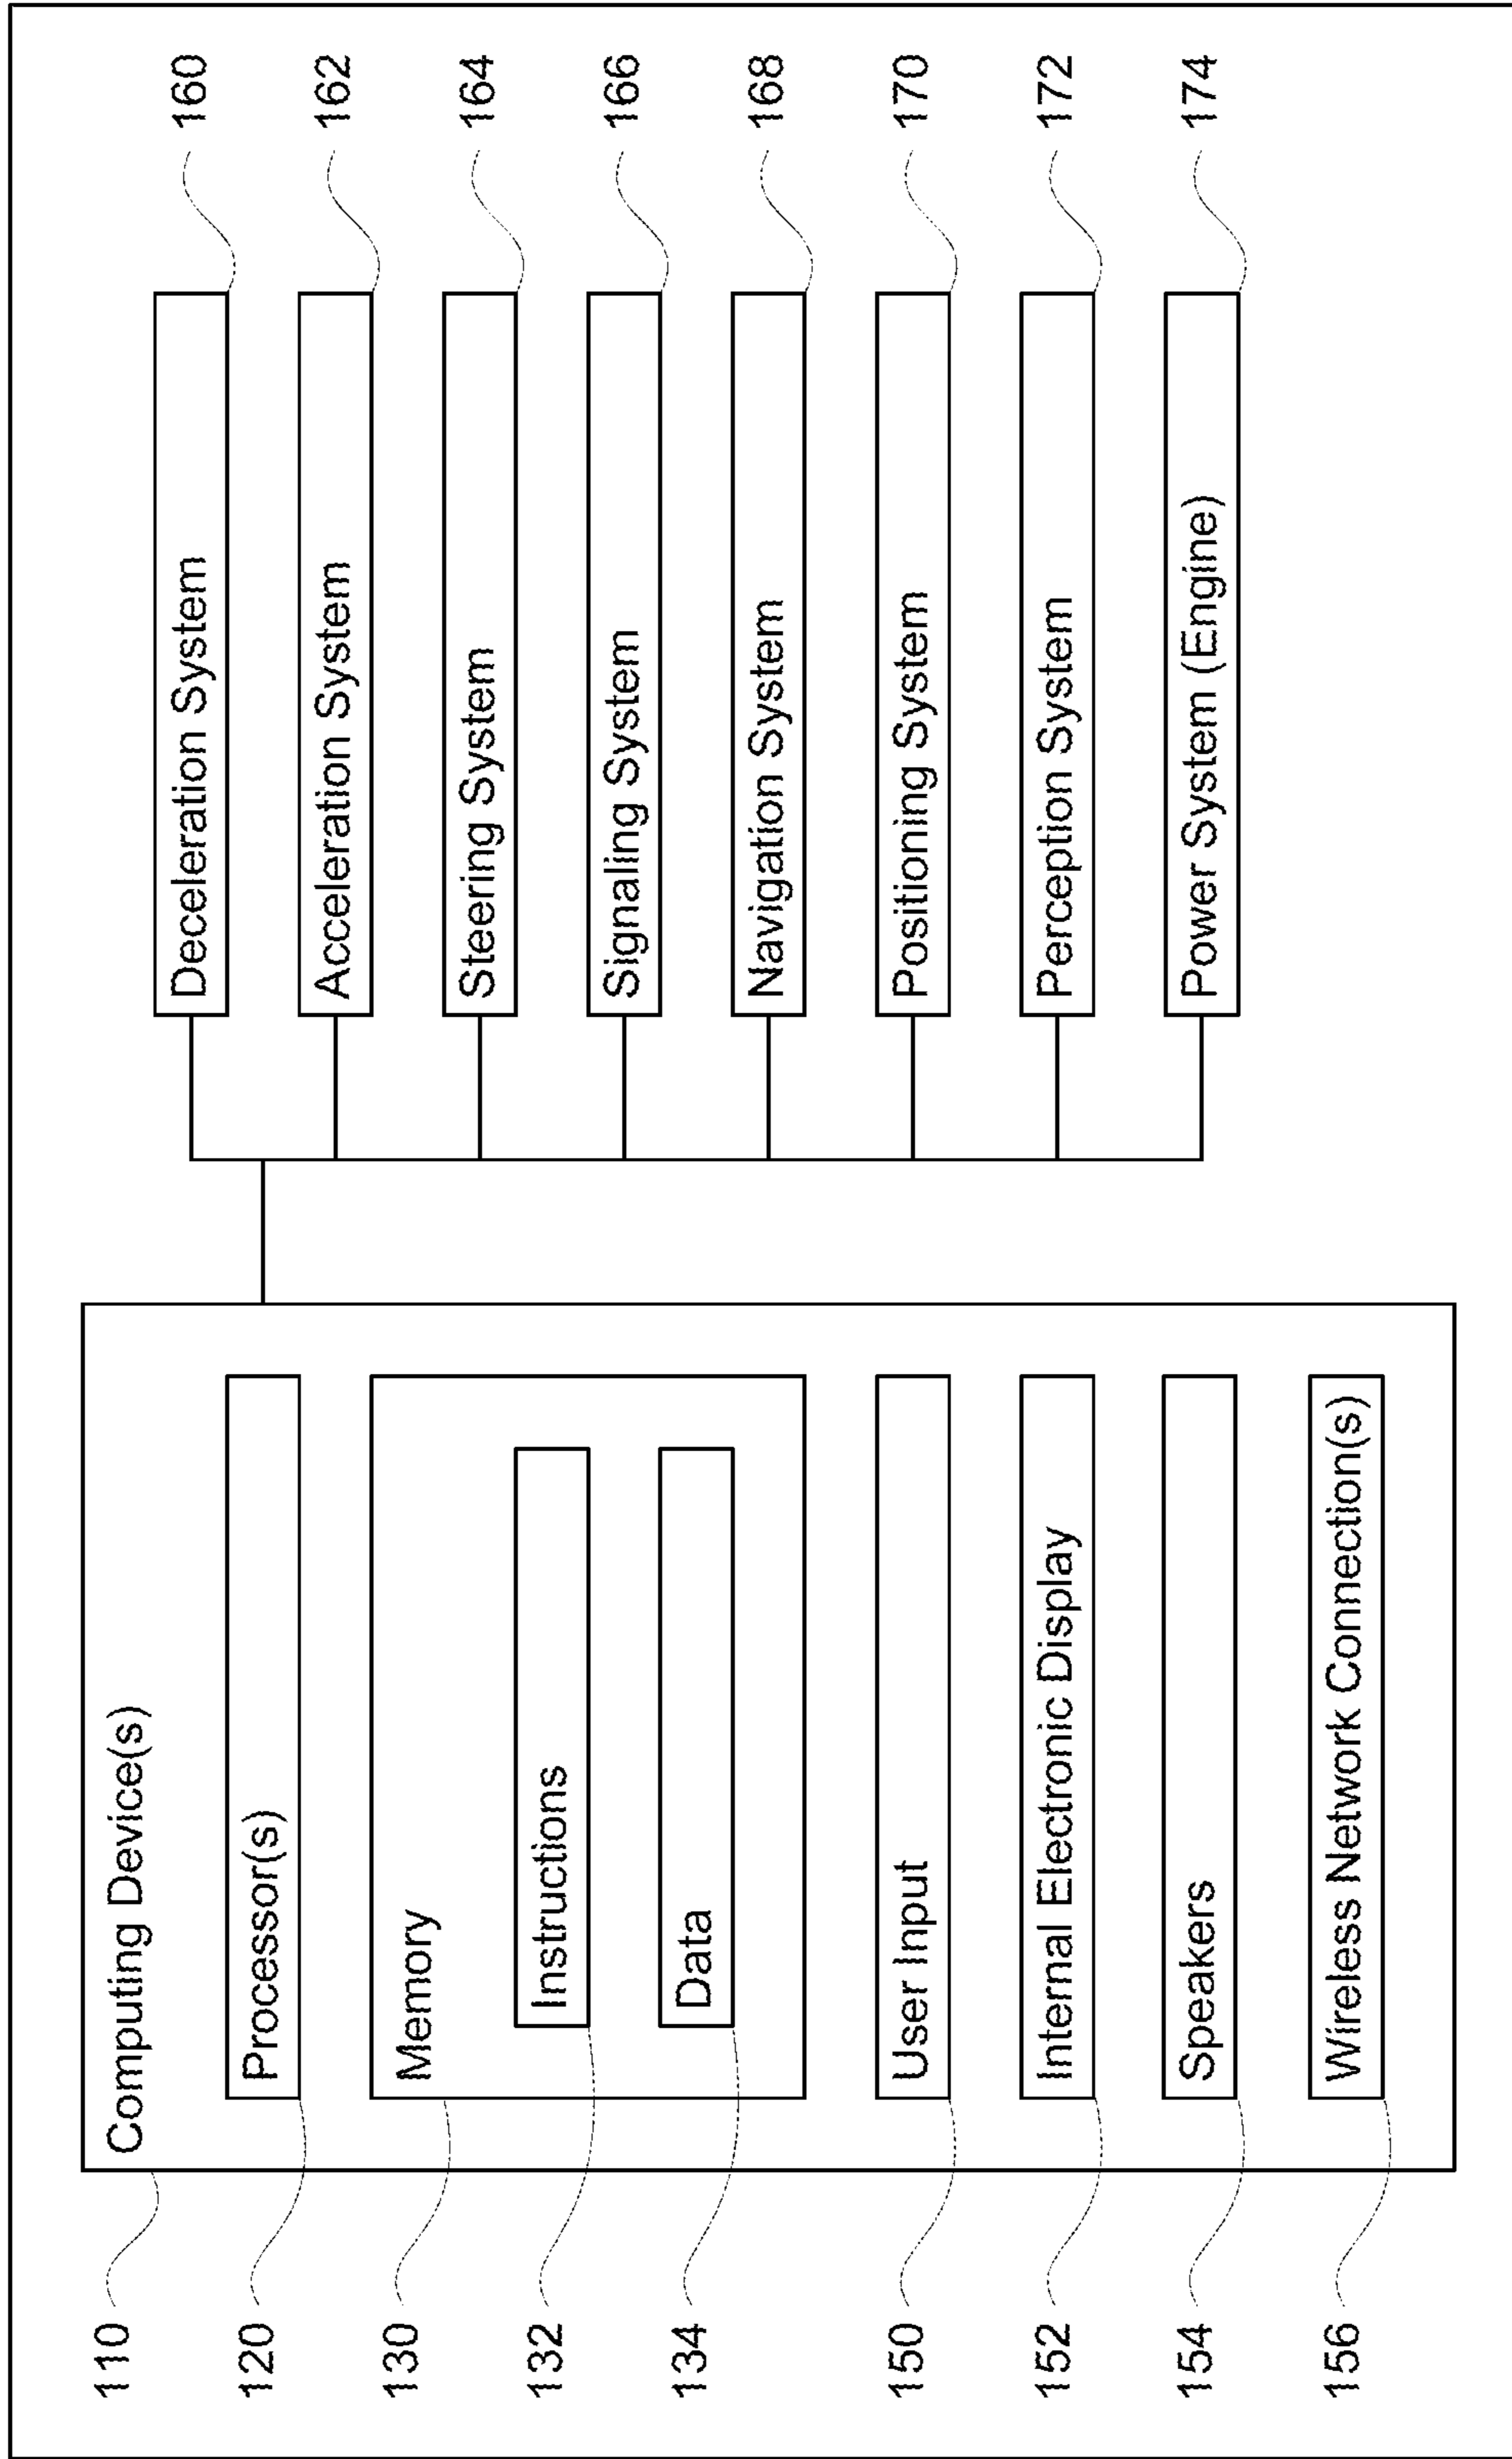 110
Computing Device(s)
120
Processor(s)
130
Memory
132
Instructions
134
Data
150
User Input
152
Internal Electronic Display
154
Speakers
156
Wireless Network Connection(s)
Deceleration System
160
Acceleration System
162
Steering System
164
Signaling System
166
Navigation System
168
Positioning System
170
Perception System
172
Power System (Engine)
174